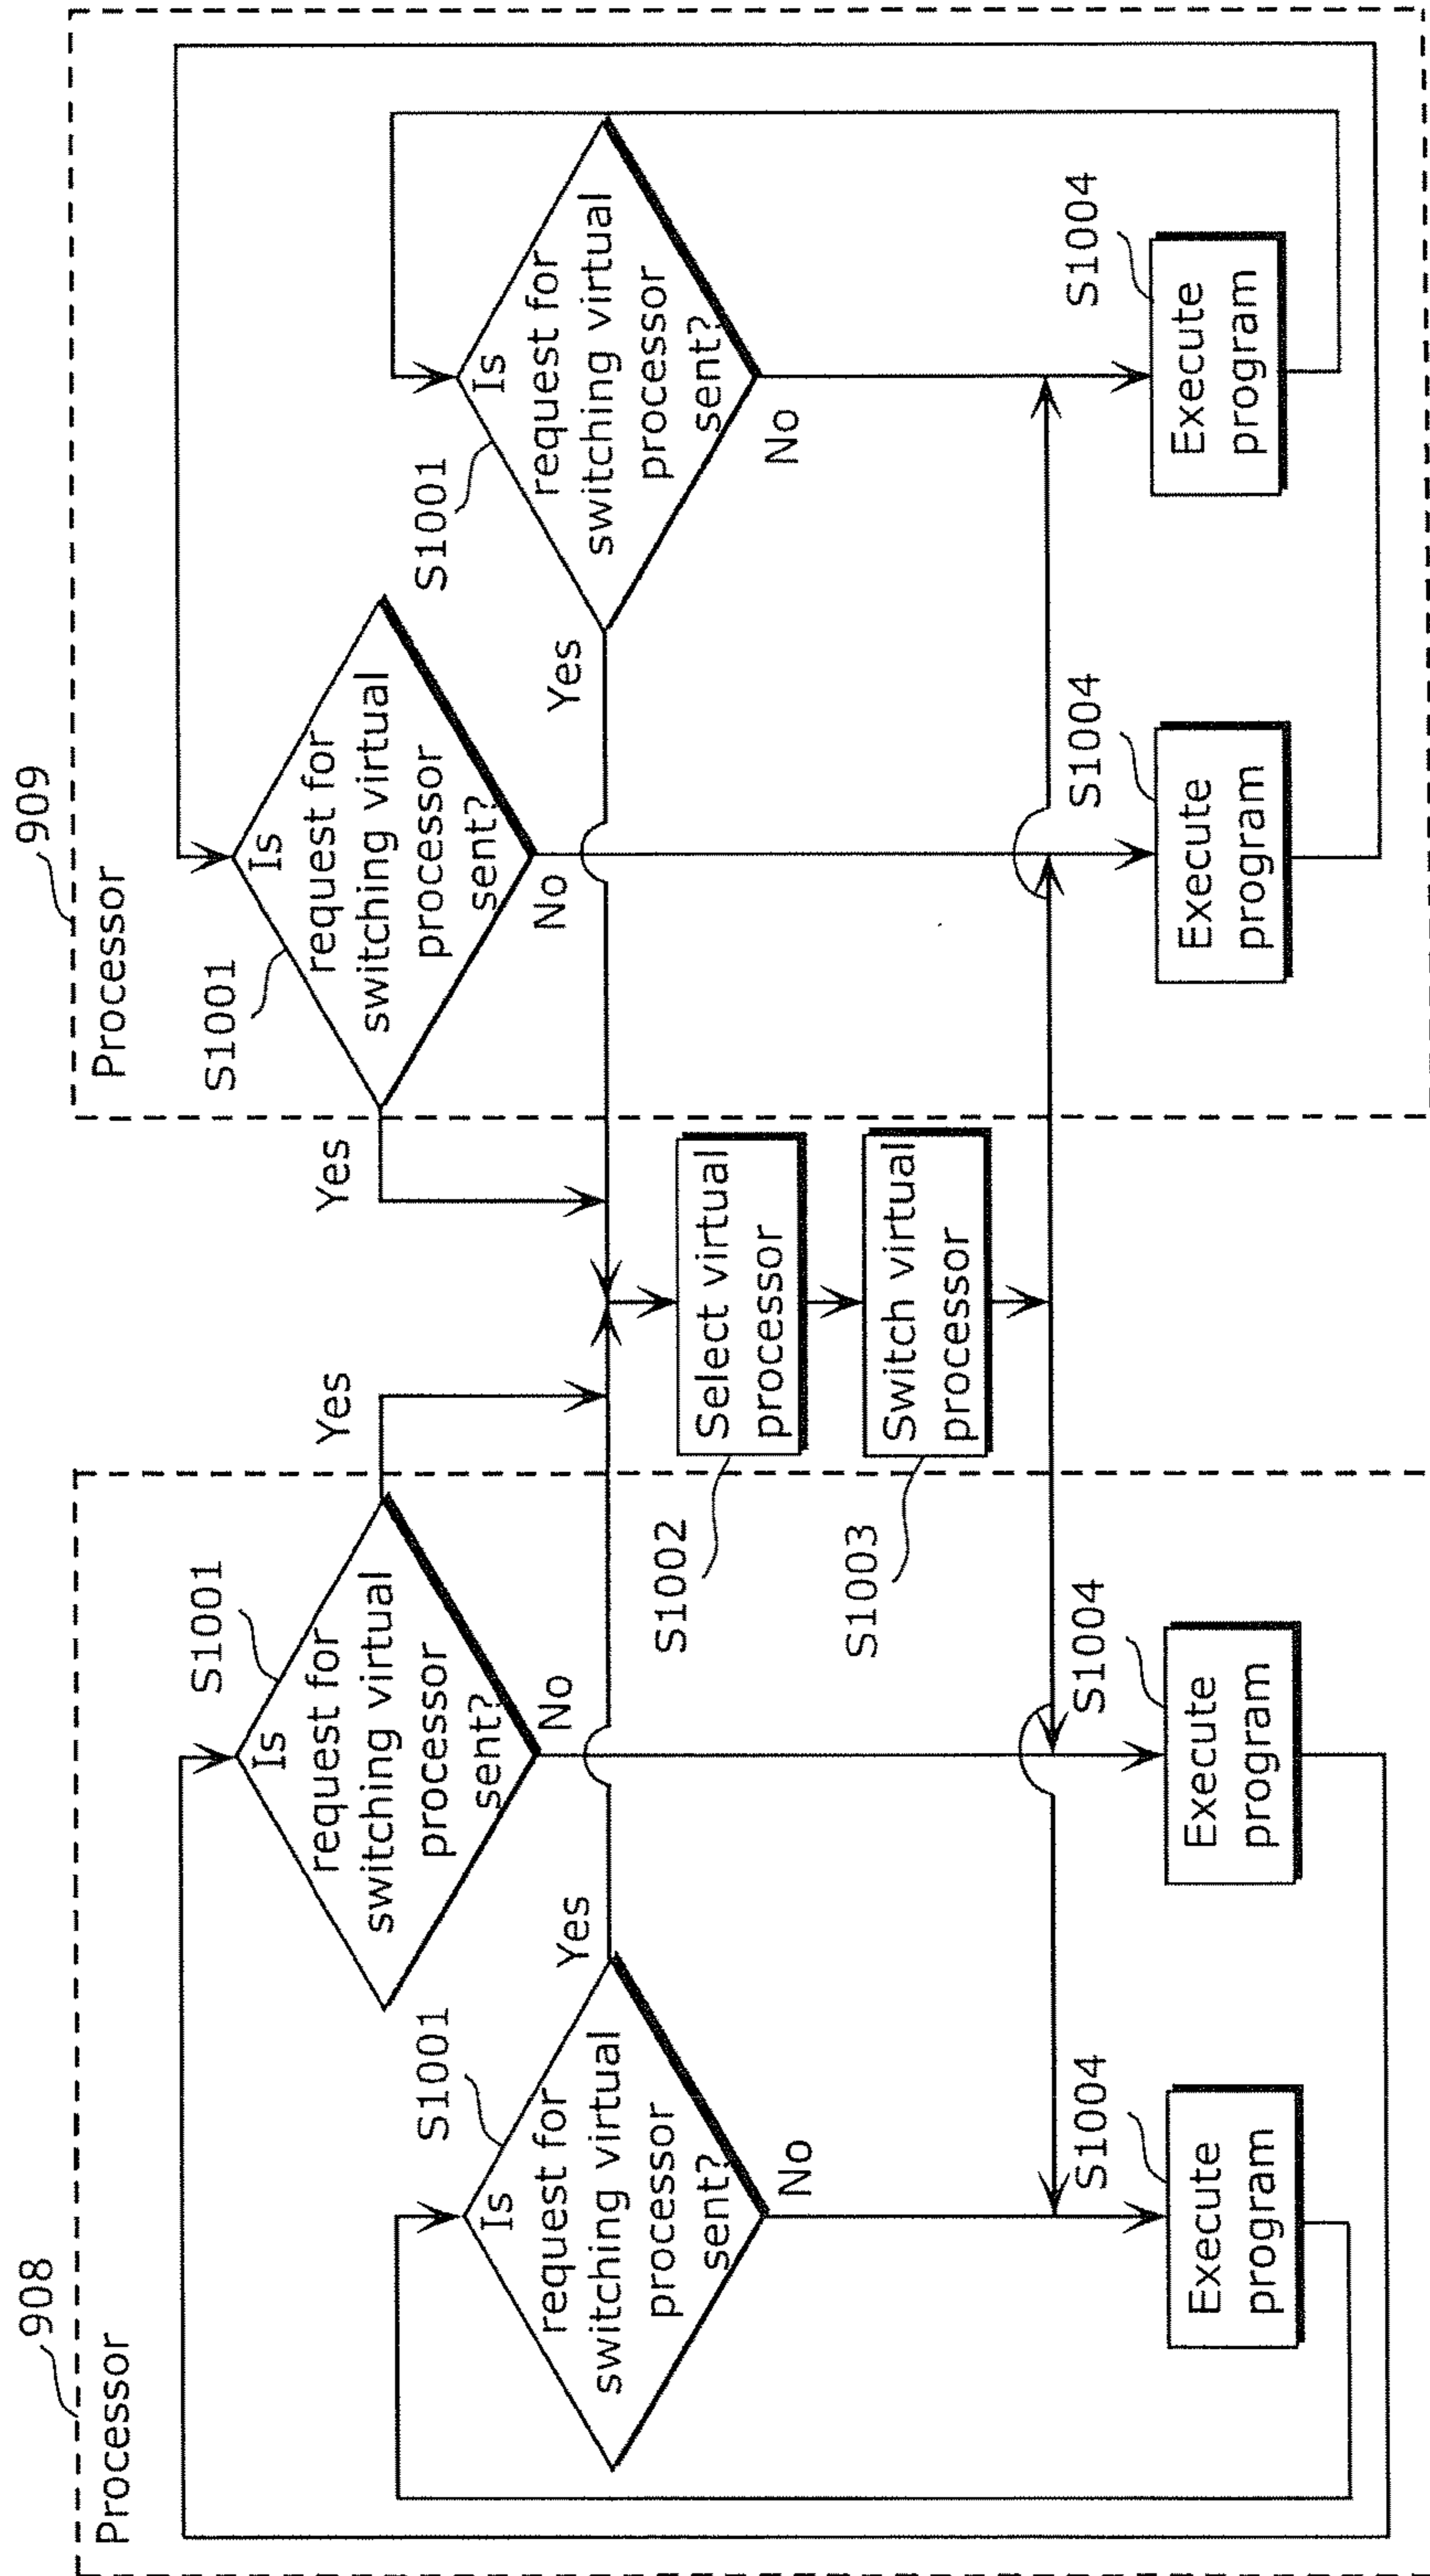 908
Processor
Is
request for
switching virtual
processor
sent?
S1001
Yes
No
Is
request for
switching virtual
processor
sent?
S1001
Yes
No
S1004
Execute
program
S1004
Execute
program
S1002
Select virtual
processor
S1003
Switch virtual
processor
909
Processor
S1001
Is
request for
switching virtual
processor
sent?
Yes
No
S1001
Is
request for
switching virtual
processor
sent?
Yes
No
S1004
Execute
program
S1004
Execute
program